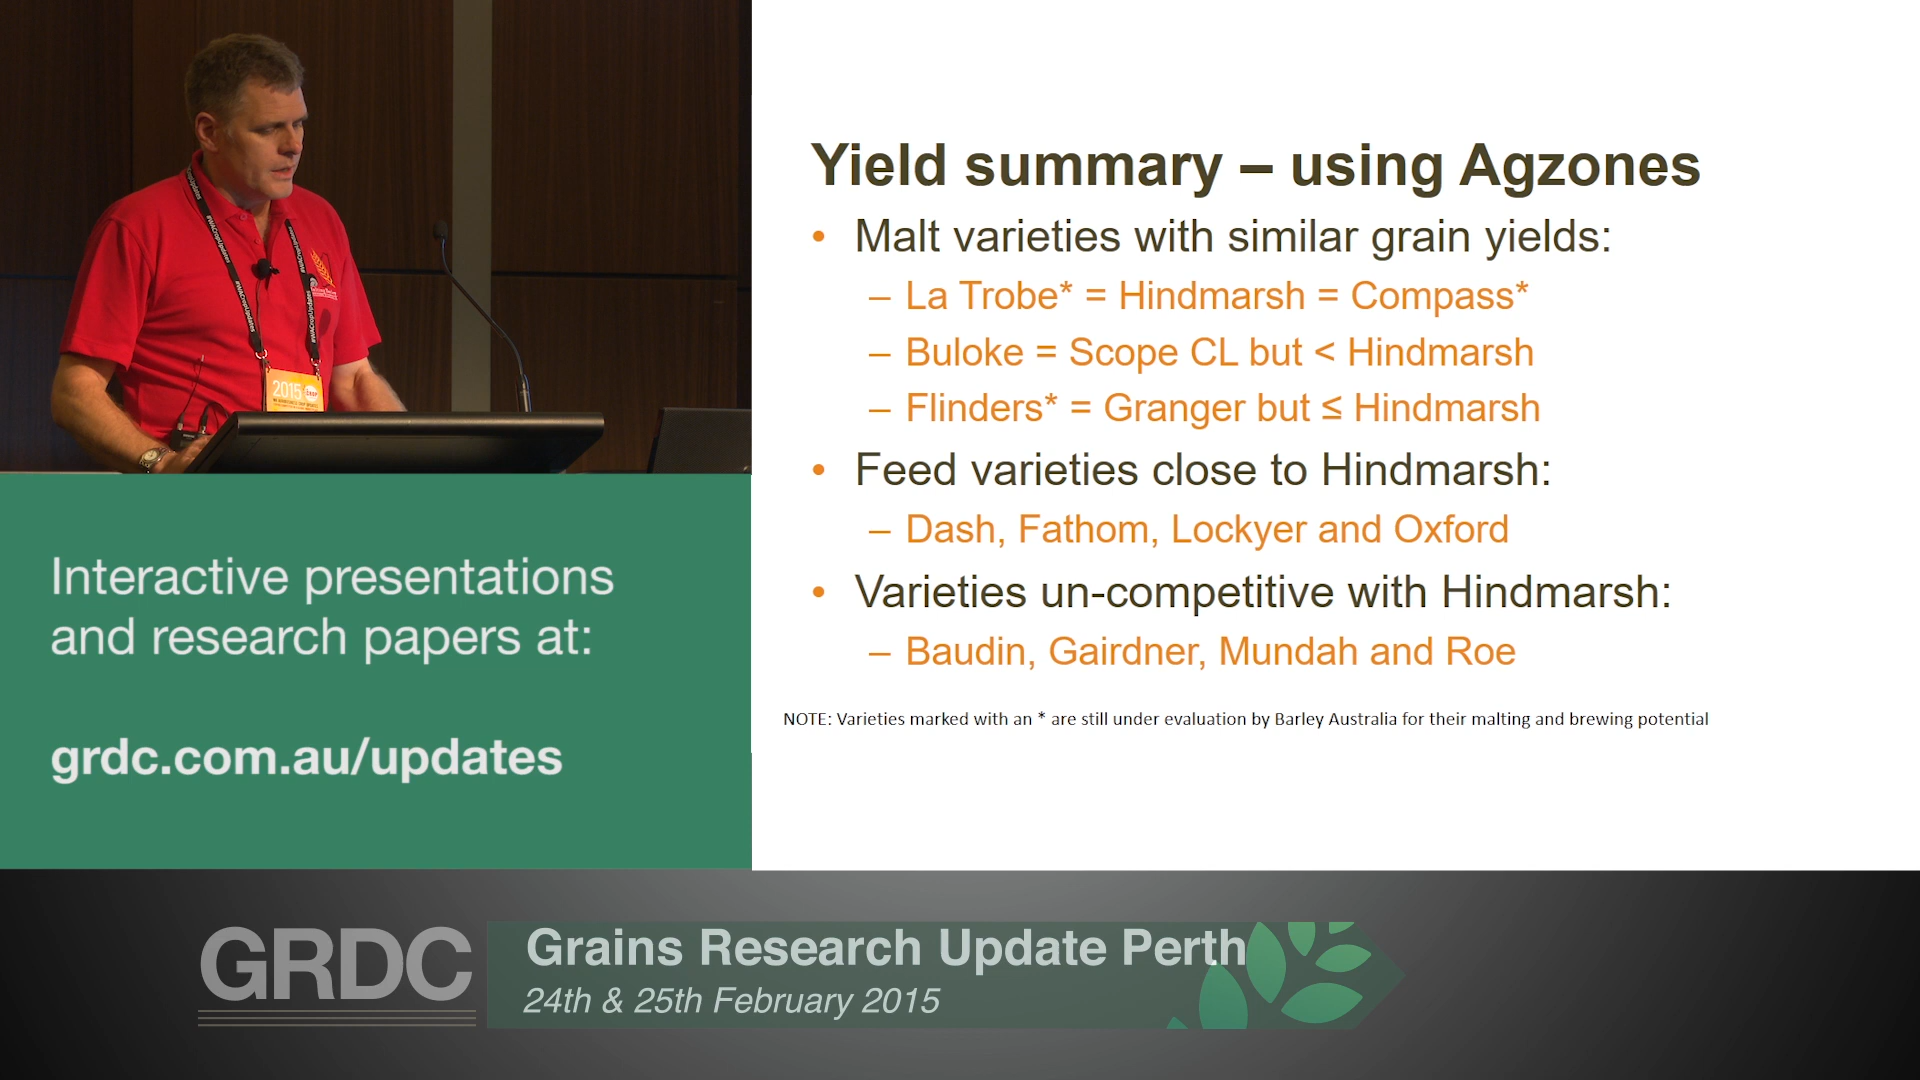 #WACropUpdates
#WACropUpdates
2015
Yield summary – using Agzones
• Malt varieties with similar grain yields:
– La Trobe* = Hindmarsh = Compass*
– Buloke = Scope CL but < Hindmarsh
– Flinders* = Granger but ≤ Hindmarsh
• Feed varieties close to Hindmarsh:
– Dash, Fathom, Lockyer and Oxford
• Varieties un-competitive with Hindmarsh:
– Baudin, Gairdner, Mundah and Roe
NOTE: Varieties marked with an * are still under evaluation by Barley Australia for their malting and brewing potential
Interactive presentations
and research papers at:
grdc.com.au/updates
GRDC
Grains Research Update Perth
24th & 25th February 2015